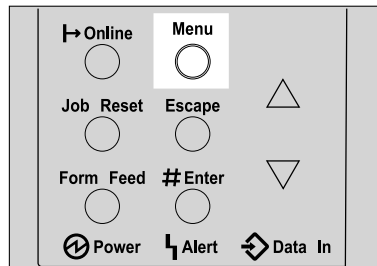 Online Menu
Job Reset Escape
Form Feed # Enter
Power Alert Data In